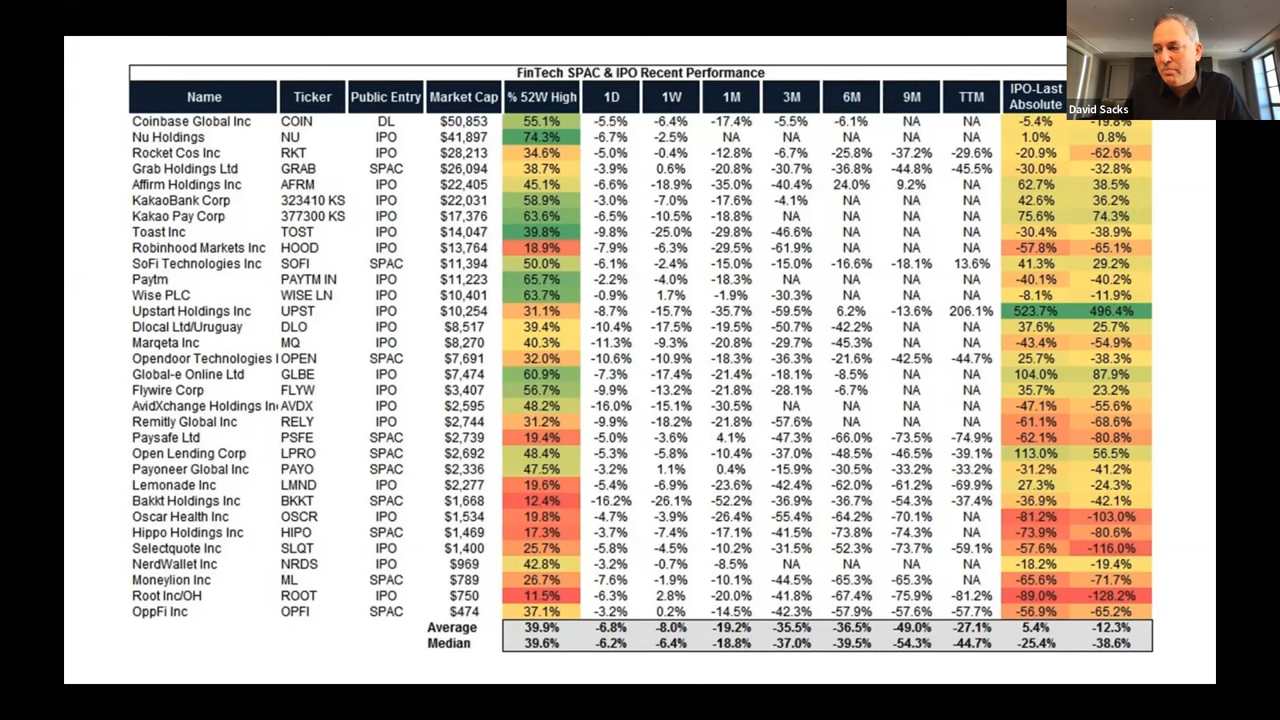 FinTech SPAC & IPO Recent Performance
Name Ticker Public Entry Market Cap % 52W High 1D 1W 1M 3M 6M 9M TTM IPO-Last Absolute
David Sacks
Coinbase Global Inc COIN DL $50,853 55.1% -5.5% -6.4% -17.4% -5.5% -6.1% NA NA -5.4% -19.8%
Nu Holdings NU IPO $41,897 74.3% -6.7% -2.5% NA NA NA NA NA 1.0% 0.8%
Rocket Cos Inc RKT IPO $28,213 34.6% -5.0% -0.4% -12.8% -6.7% -25.8% -37.2% -29.6% -20.9% -62.6%
Grab Holdings Ltd GRAB SPAC $26,094 38.7% -3.9% 0.6% -20.8% -30.7% -36.8% -44.8% -45.5% -30.0% -32.8%
Affirm Holdings Inc AFRM IPO $22,405 45.1% -6.6% -18.9% -35.0% -40.4% 24.0% 9.2% NA 62.7% 38.5%
KakaoBank Corp 323410 KS IPO $22,031 58.9% -3.0% -7.0% -17.6% -4.1% NA NA NA 42.6% 36.2%
Kakao Pay Corp 377300 KS IPO $17,376 63.6% -6.5% -10.5% -18.8% NA NA NA NA 75.6% 74.3%
Toast Inc TOST IPO $14,047 39.8% -9.8% -25.0% -29.8% -46.6% NA NA NA -30.4% -38.9%
Robinhood Markets Inc HOOD IPO $13,764 18.9% -7.9% -6.3% -29.5% -61.9% NA NA NA -57.8% -65.1%
SoFi Technologies Inc SOFI SPAC $11,394 50.0% -6.1% -2.4% -15.0% -15.0% -16.6% -18.1% 13.6% 41.3% 29.2%
Paytm PAYTM IN IPO $11,223 65.7% -2.2% -4.0% -18.3% NA NA NA NA -40.1% -40.2%
Wise PLC WISE LN IPO $10,401 63.7% -0.9% 1.7% -1.9% -30.3% NA NA NA -8.1% -11.9%
Upstart Holdings Inc UPST IPO $10,254 31.1% -8.7% -15.7% -35.7% -59.5% 6.2% -13.6% 206.1% 523.7% 496.4%
Dlocal Ltd/Uruguay DLO IPO $8,517 39.4% -10.4% -17.5% -19.5% -50.7% -42.2% NA NA 37.6% 25.7%
Marqeta Inc MQ IPO $8,270 40.3% -11.3% -9.3% -20.8% -29.7% -45.3% NA NA -43.4% -54.9%
Opendoor Technologies I OPEN SPAC $7,691 32.0% -10.6% -10.9% -18.3% -36.3% -21.6% -42.5% -44.7% 25.7% -38.3%
Global-e Online Ltd GLBE IPO $7,474 60.9% -7.3% -17.4% -21.4% -18.1% -8.5% NA NA 104.0% 87.9%
Flywire Corp FLYW IPO $3,407 56.7% -9.9% -13.2% -21.8% -28.1% -6.7% NA NA 35.7% 23.2%
AvidXchange Holdings In AVDX IPO $2,595 48.2% -16.0% -15.1% -30.5% NA NA NA NA -47.1% -55.6%
Remitly Global Inc RELY IPO $2,744 31.2% -9.9% -18.2% -21.8% -57.6% NA NA NA -61.1% -68.6%
Paysafe Ltd PSFE SPAC $2,739 19.4% -5.0% -3.6% 4.1% -47.3% -66.0% -73.5% -74.9% -62.1% -80.8%
Open Lending Corp LPRO SPAC $2,692 48.4% -5.3% -5.8% -10.4% -37.0% -48.5% -46.5% -39.1% 113.0% 56.5%
Payoneer Global Inc PAYO SPAC $2,336 47.5% -3.2% 1.1% 0.4% -15.9% -30.5% -33.2% -33.2% -31.2% -41.2%
Lemonade Inc LMND IPO $2,277 19.6% -5.4% -6.9% -23.6% -42.4% -62.0% -61.2% -69.9% 27.3% -24.3%
Bakkt Holdings Inc BKKT SPAC $1,668 12.4% -16.2% -26.1% -52.2% -36.9% -36.7% -54.3% -37.4% -36.9% -42.1%
Oscar Health Inc OSCR IPO $1,534 19.8% -4.7% -3.9% -26.4% -55.4% -64.2% -70.1% NA -81.2% -103.0%
Hippo Holdings Inc HIPO SPAC $1,469 17.3% -3.7% -7.4% -17.1% -41.5% -73.8% -74.3% NA -73.9% -80.6%
Selectquote Inc SLQT IPO $1,400 25.7% -5.8% -4.5% -10.2% -31.5% -52.3% -73.7% -59.1% -57.6% -116.0%
NerdWallet Inc NRDS IPO $969 42.8% -3.2% -0.7% -8.5% NA NA NA NA -18.2% -19.4%
Moneylion Inc ML SPAC $789 26.7% -7.6% -1.9% -10.1% -44.5% -65.3% -65.3% NA -65.6% -71.7%
Root Inc/OH ROOT IPO $750 11.5% -6.3% 2.8% -20.0% -41.8% -67.4% -75.9% -81.2% -89.0% -128.2%
OppFi Inc OPFI SPAC $474 37.1% -3.2% 0.2% -14.5% -42.3% -57.9% -57.6% -57.7% -56.9% -65.2%
Average 39.9% -6.8% -8.0% -19.2% -35.5% -36.5% -49.0% -27.1% 5.4% -12.3%
Median 39.6% -6.2% -6.4% -18.8% -37.0% -39.5% -54.3% -44.7% -25.4% -38.6%